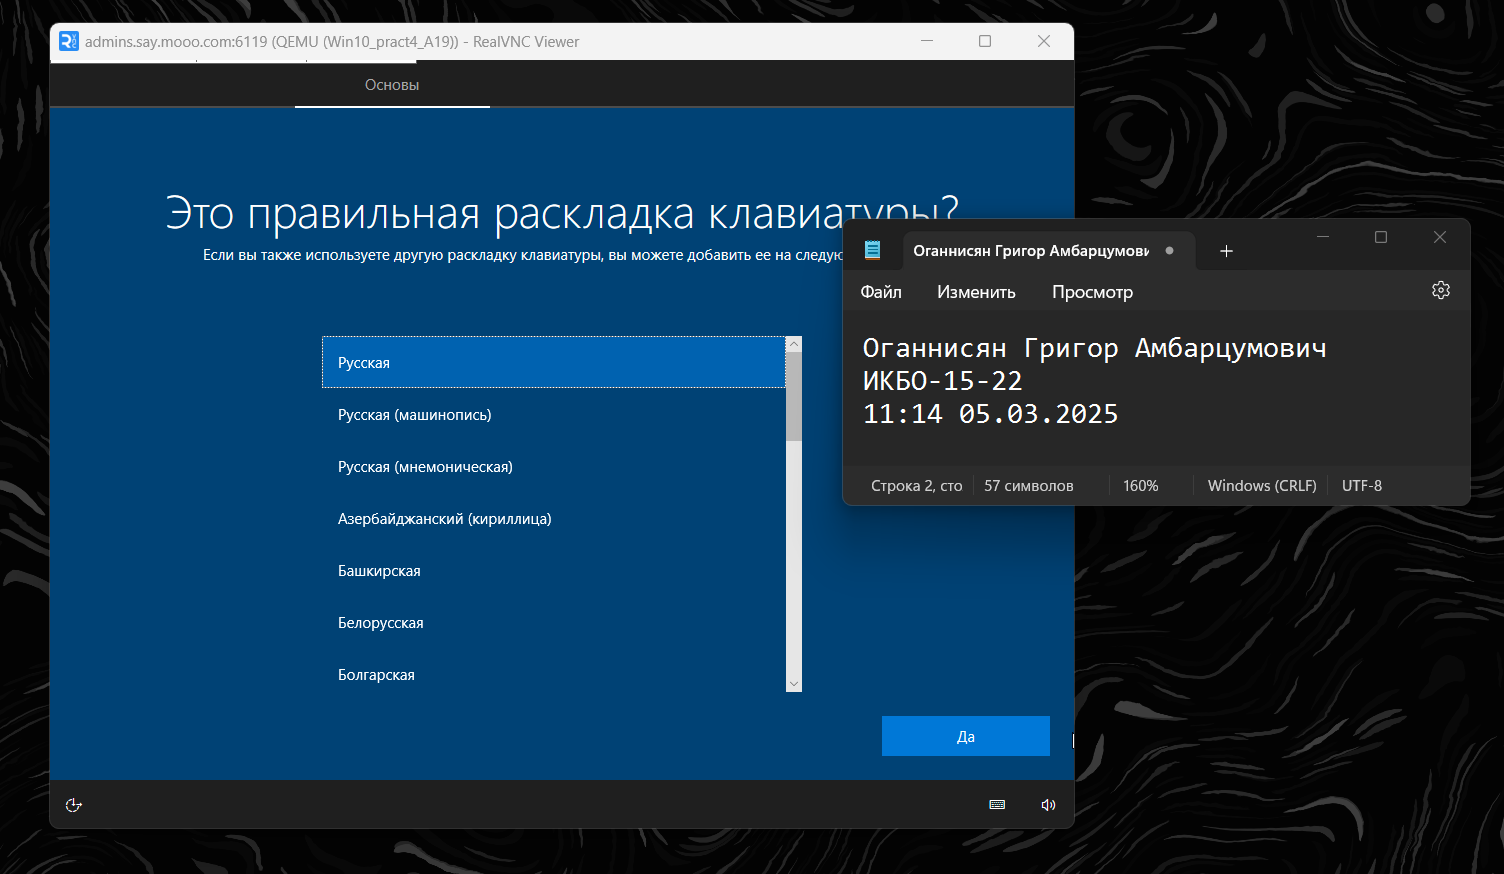 admins.say.mooo.com:6119 (QEMU (Win10_pract4_A19)) - RealVNC Viewer
Основы
Это правильная раскладка клавиатуры?
Если вы также используете другую раскладку клавиатуры, вы можете добавить ее на
Русская
Русская (машинопись)
Русская (мнемоническая)
Азербайджанский (кириллица)
Башкирская
Белорусская
Болгарская
Да
Оганнисян Григор Амбарцумови
Файл Изменить Просмотр
Оганнисян Григор Амбарцумович
ИКБО-15-22
11:14 05.03.2025
Строка 2, сто 57 символов 160% Windows (CRLF) UTF-8